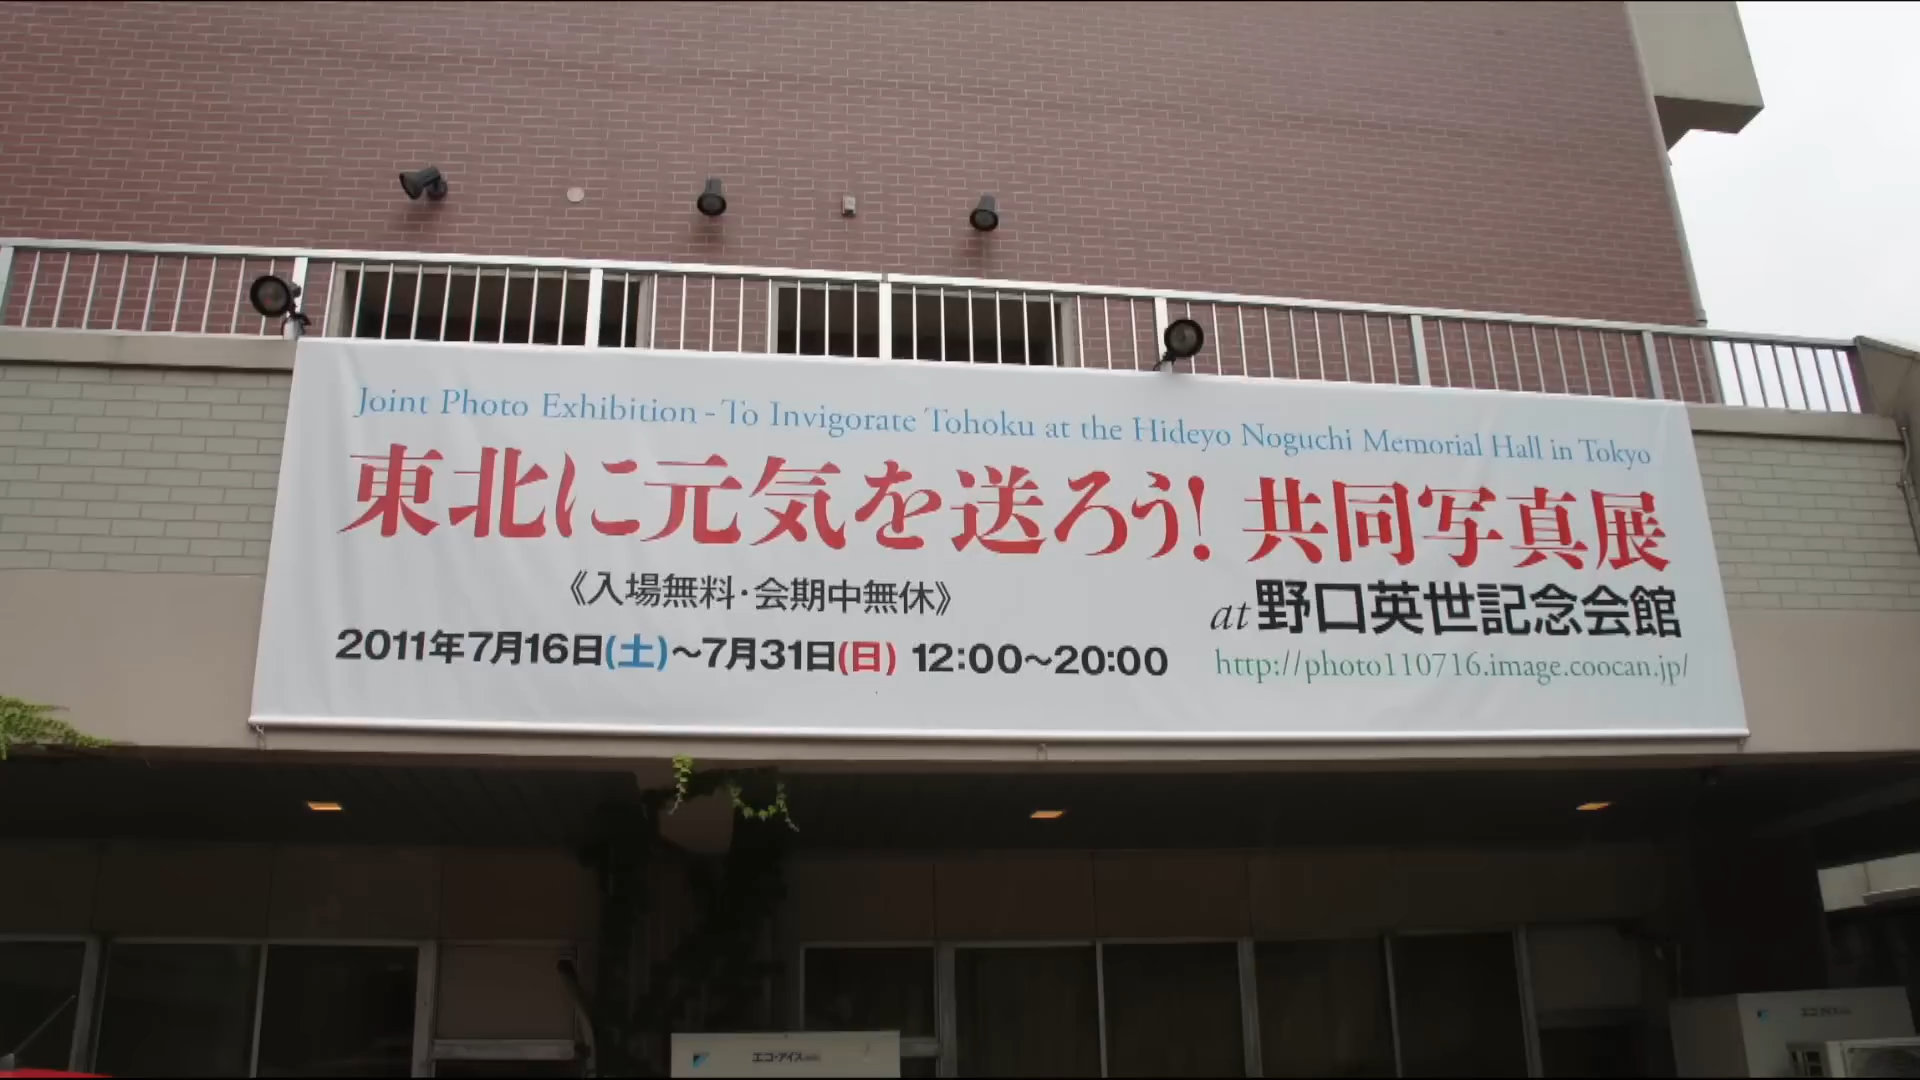 Joint Photo Exhibition - To Invigorate Tohoku at the Hideyo Noguchi Memorial Hall in Tokyo
東北に元気を送ろう! 共同写真展
《入場無料・会期中無休》
at 野口英世記念会館
2011年7月16日(土)～7月31日(日) 12:00～20:00
http://photo110716.image.coocan.jp/
エコ・アイス